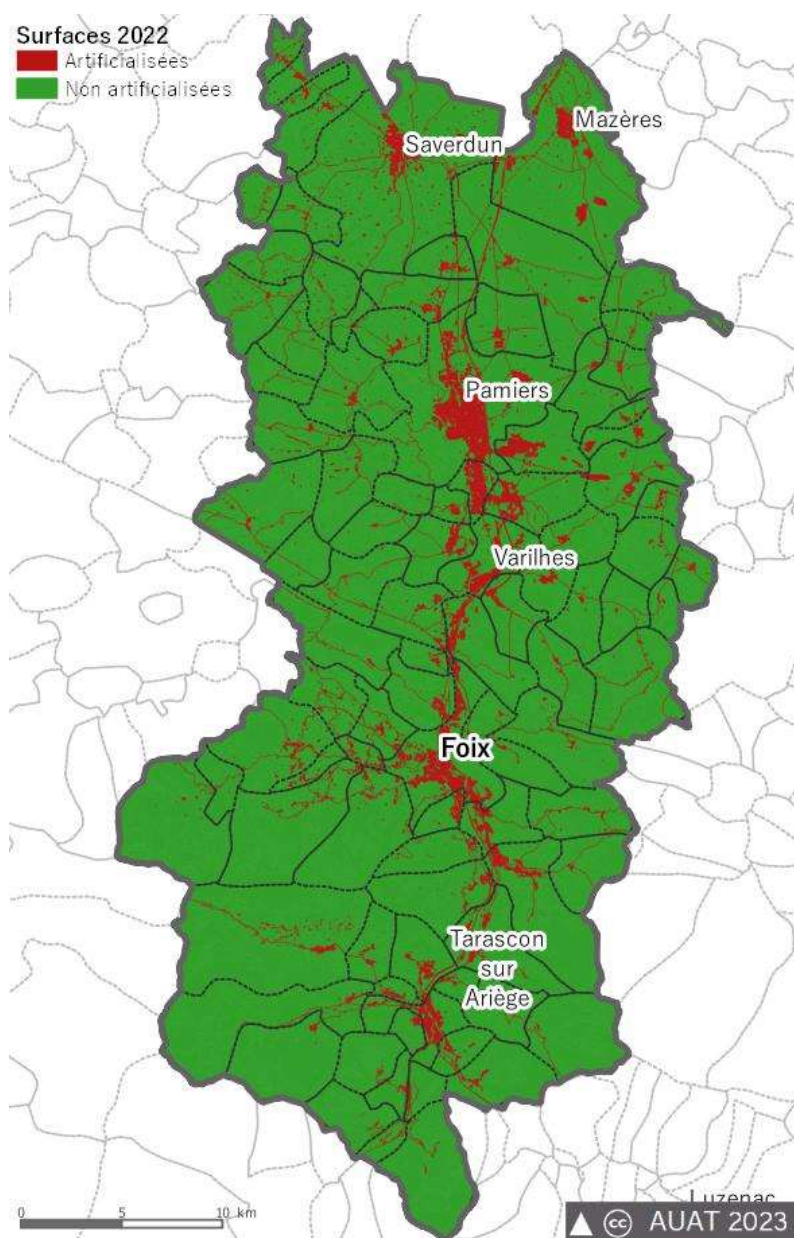 Surfaces 2022
Artificialisées
Non artificialisées
Mazères
Saverdun
Pamiers
Varilhes
Foix
Tarascon
sur
Ariège
Luzenac
0 5 10 km
cc AUAT 2023